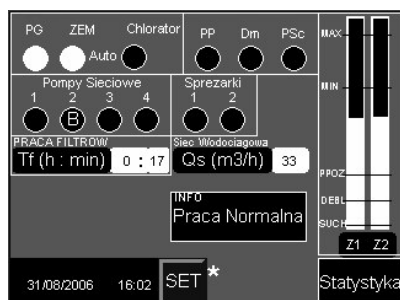 PG ZEM Chlorator PP Dm PSc MAX
Auto
Pompy Sieciowe Sprezarki MIN
1 2 3 4 1 2
B
PRACA FILTROW Siec Wodociagowa
Tf (h : min) 0 : 17 Qs (m3/h) 33
PPOZ
INFO
Praca Normalna
DEBL
SUCH
Z1 Z2
31/08/2006 16:02 SET * Statystyka